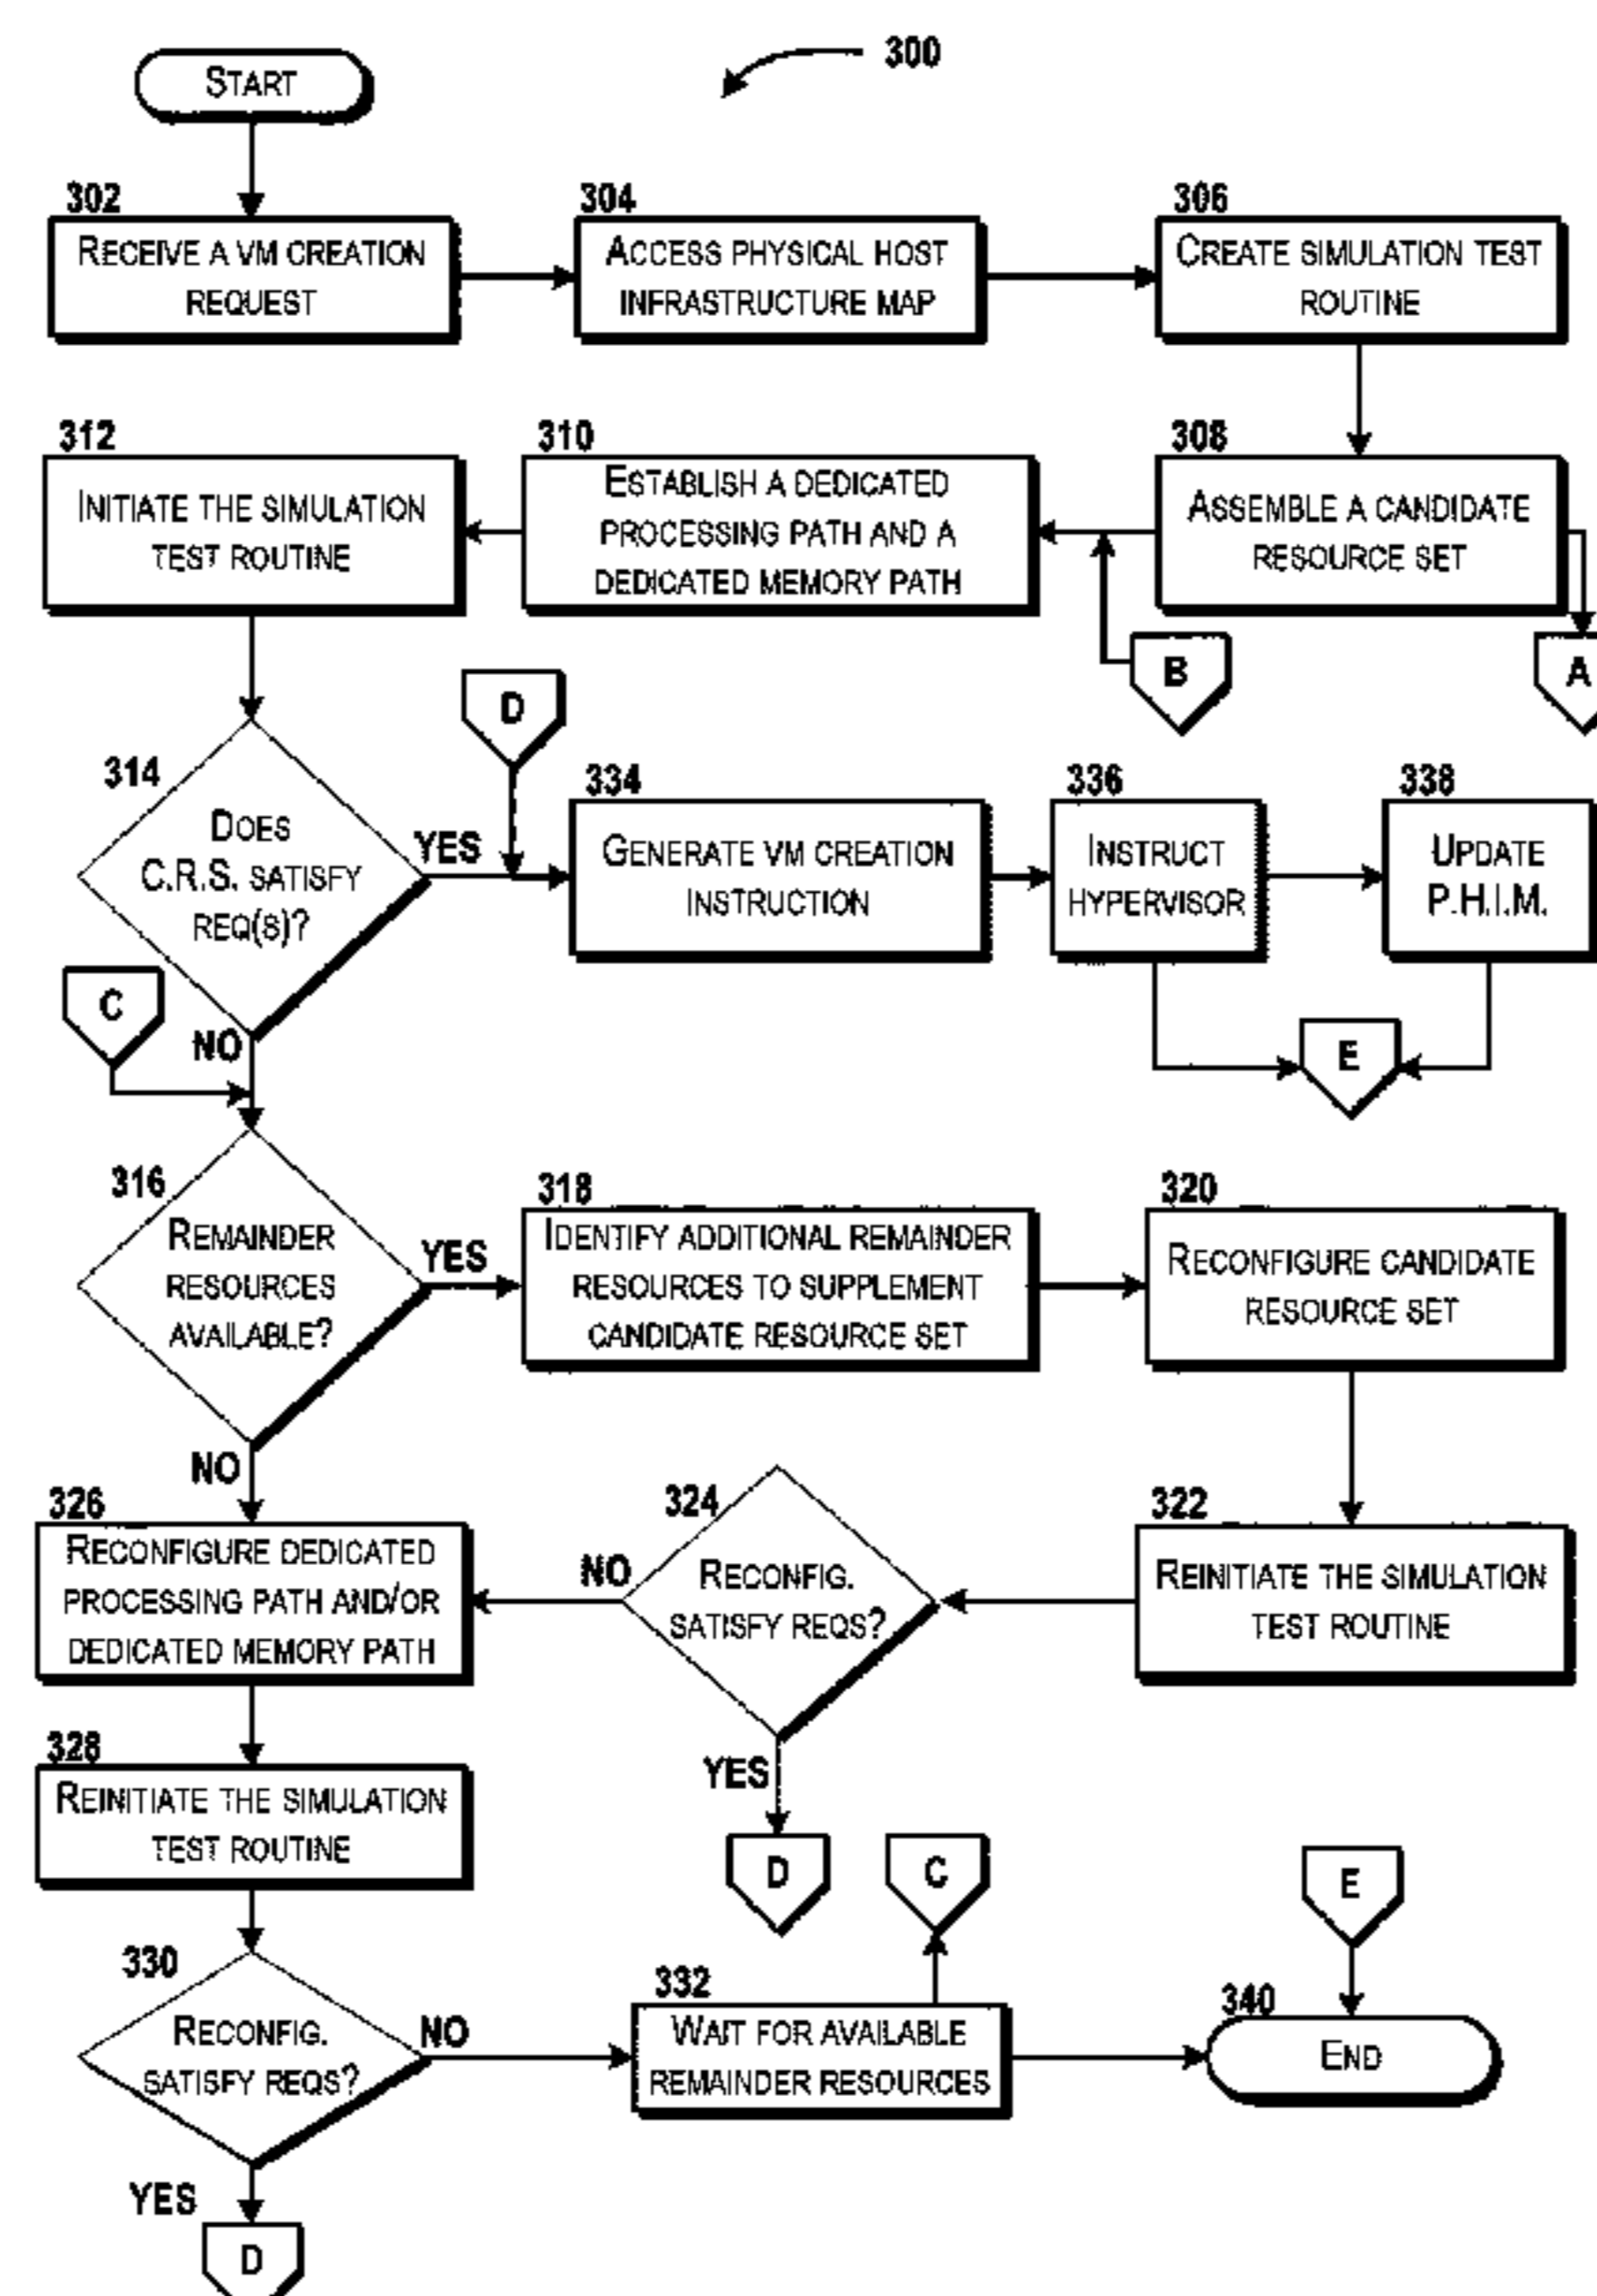 300
START
302
RECEIVE A VM CREATION
REQUEST
304
ACCESS PHYSICAL HOST
INFRASTRUCTURE MAP
306
CREATE SIMULATION TEST
ROUTINE
312
INITIATE THE SIMULATION
TEST ROUTINE
310
ESTABLISH A DEDICATED
PROCESSING PATH AND A
DEDICATED MEMORY PATH
308
ASSEMBLE A CANDIDATE
RESOURCE SET
B
A
D
314
DOES
C.R.S. SATISFY
REQ(S)?
YES
NO
334
GENERATE VM CREATION
INSTRUCTION
336
INSTRUCT
HYPERVISOR
338
UPDATE
P.H.I.M.
C
E
316
REMAINDER
RESOURCES
AVAILABLE?
YES
NO
318
IDENTIFY ADDITIONAL REMAINDER
RESOURCES TO SUPPLEMENT
CANDIDATE RESOURCE SET
320
RECONFIGURE CANDIDATE
RESOURCE SET
326
RECONFIGURE DEDICATED
PROCESSING PATH AND/OR
DEDICATED MEMORY PATH
324
RECONFIG.
SATISFY REQS?
NO
YES
322
REINITIATE THE SIMULATION
TEST ROUTINE
328
REINITIATE THE SIMULATION
TEST ROUTINE
D
C
E
330
RECONFIG.
SATISFY REQS?
NO
YES
332
WAIT FOR AVAILABLE
REMAINDER RESOURCES
340
END
D